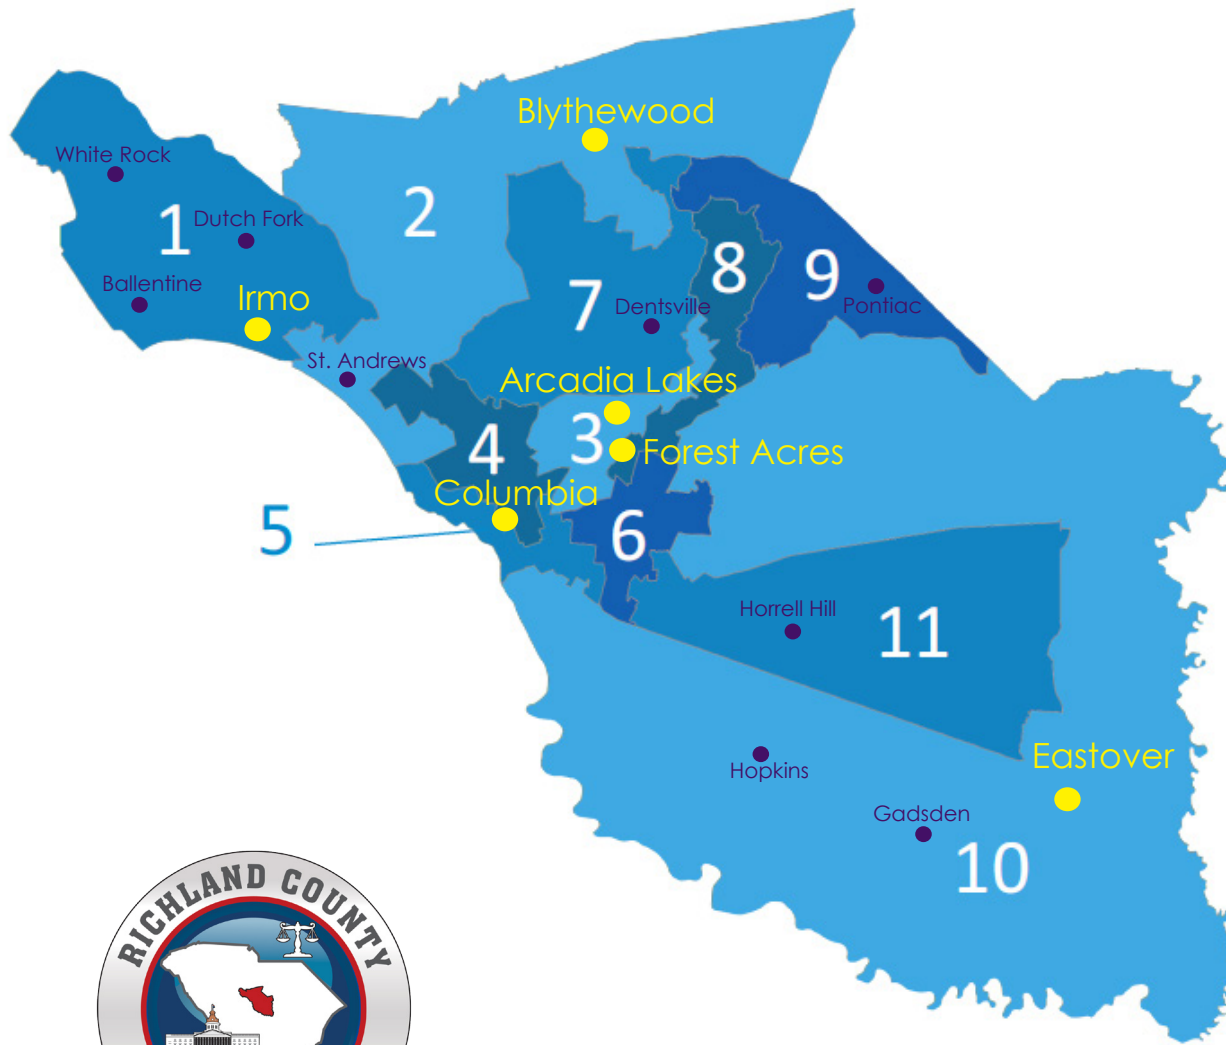 Blythewood
White Rock
1
Dutch Fork
2
8
9
Ballentine
Irmo
7
Dentsville
Pontiac
St. Andrews
Arcadia Lakes
4
3
Forest Acres
Columbia
5
6
Horrell Hill
11
Hopkins
Eastover
Gadsden
10
RICHLAND COUNTY